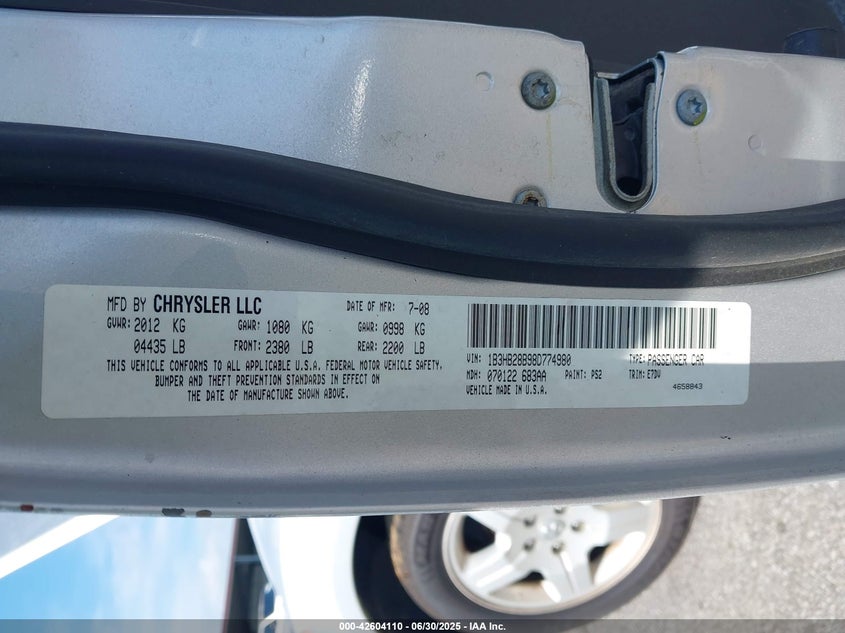 MFD BY CHRYSLER LLC DATE OF MFR: 7-08
GVWR: 2012 KG GAWR: 1080 KG GAWR: 0998 KG
04435 LB FRONT: 2380 LB REAR: 2200 LB
THIS VEHICLE CONFORMS TO ALL APPLICABLE U.S.A. FEDERAL MOTOR VEHICLE SAFETY,
BUMPER AND THEFT PREVENTION STANDARDS IN EFFECT ON
THE DATE OF MANUFACTURE SHOWN ABOVE.
VIN: 1B3HB28B98D774980 TYPE: PASSENGER CAR
MDH: 070122 683AA PAINT: PS2 TRIM: E7DV
VEHICLE MADE IN U.S.A. 4658843
000-42604110 - 06/30/2025 - IAA Inc.